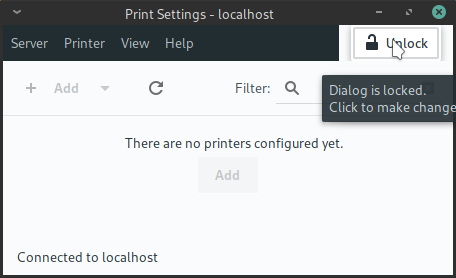 Print Settings - localhost
Server Printer View Help Unlock
Add Filter:
Dialog is locked.
Click to make change
There are no printers configured yet.
Add
Connected to localhost